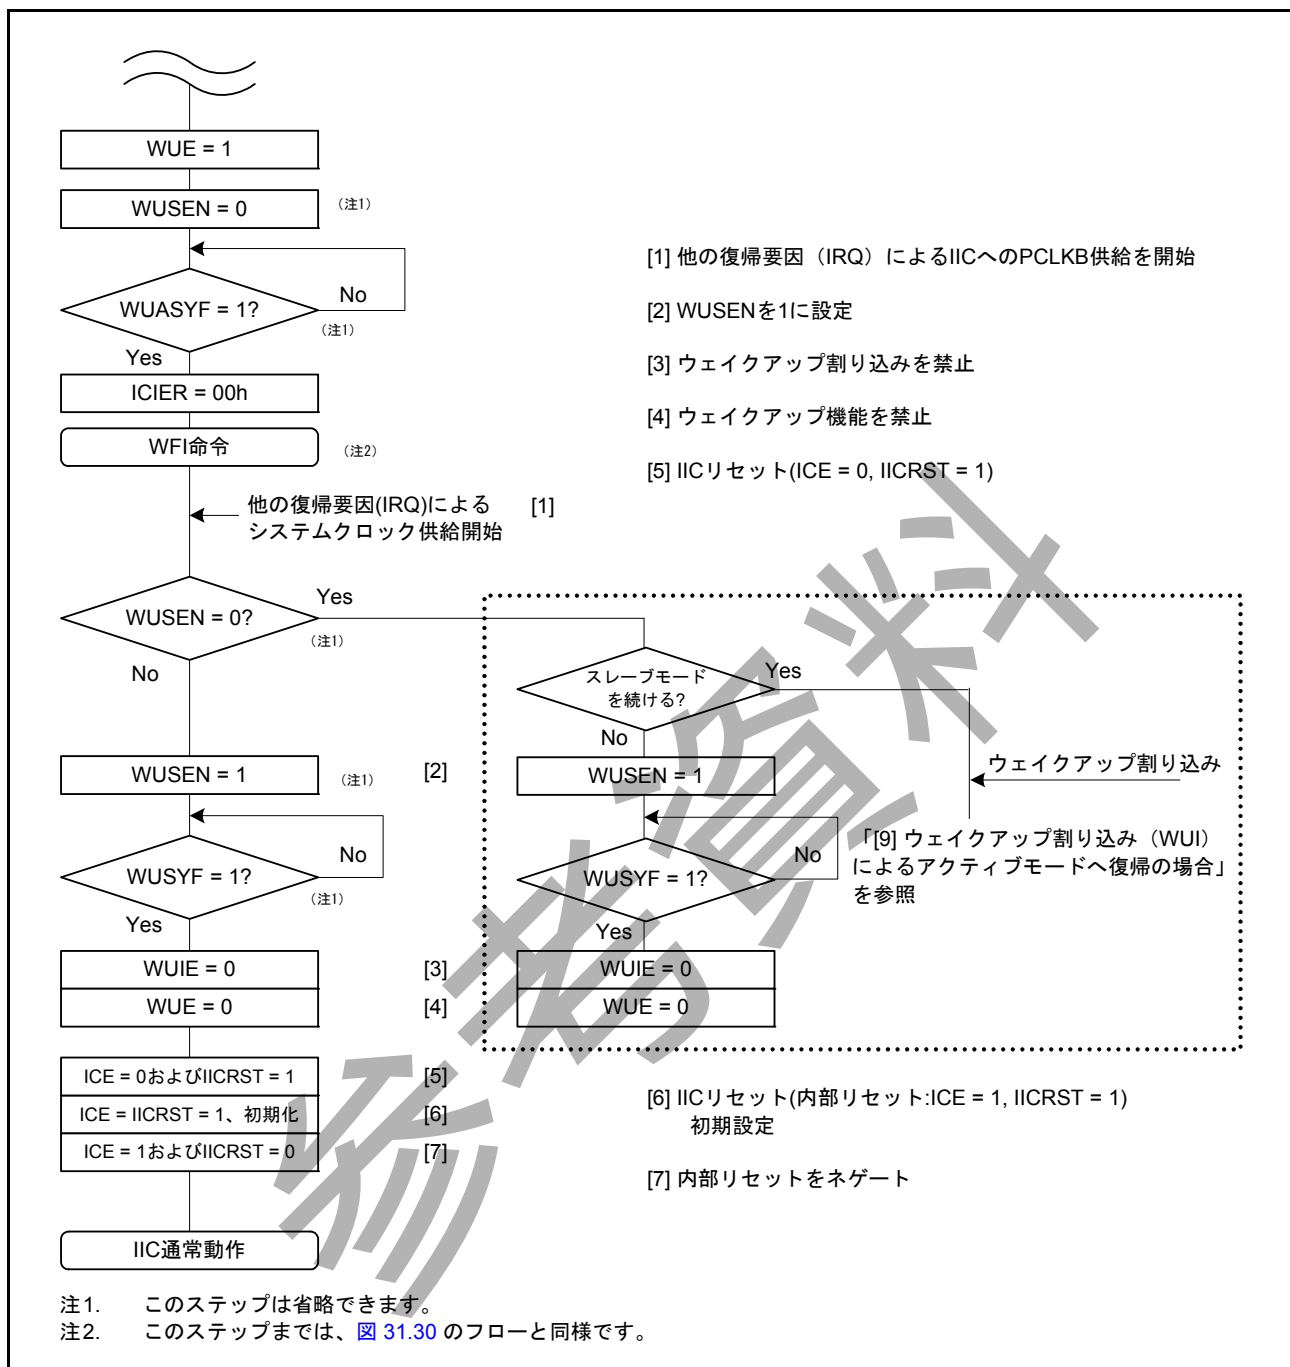 WUE = 1
WUSEN = 0
（注1）
WUASYF = 1?
No
（注1）
Yes
ICIER = 00h
WFI命令
（注2）
他の復帰要因(IRQ)による
システムクロック供給開始
[1]
[1] 他の復帰要因（IRQ）によるIICへのPCLKB供給を開始
[2] WUSENを1に設定
[3] ウェイクアップ割り込みを禁止
[4] ウェイクアップ機能を禁止
[5] IICリセット(ICE = 0, IICRST = 1)
WUSEN = 0?
Yes
（注1）
No
WUSEN = 1
（注1）
[2]
WUSYF = 1?
No
（注1）
Yes
WUIE = 0
[3]
WUE = 0
[4]
スレーブモード
を続ける?
Yes
No
WUSEN = 1
ウェイクアップ割り込み
「[9] ウェイクアップ割り込み（WUI）
によるアクティブモードへ復帰の場合」
を参照
WUSYF = 1?
No
Yes
WUIE = 0
WUE = 0
ICE = 0およびIICRST = 1
[5]
ICE = IICRST = 1、初期化
[6]
ICE = 1およびIICRST = 0
[7]
IIC通常動作
[6] IICリセット(内部リセット:ICE = 1, IICRST = 1)
初期設定
[7] 内部リセットをネゲート
注1. このステップは省略できます。
注2. このステップまでは、図 31.30 のフローと同様です。
参考資料